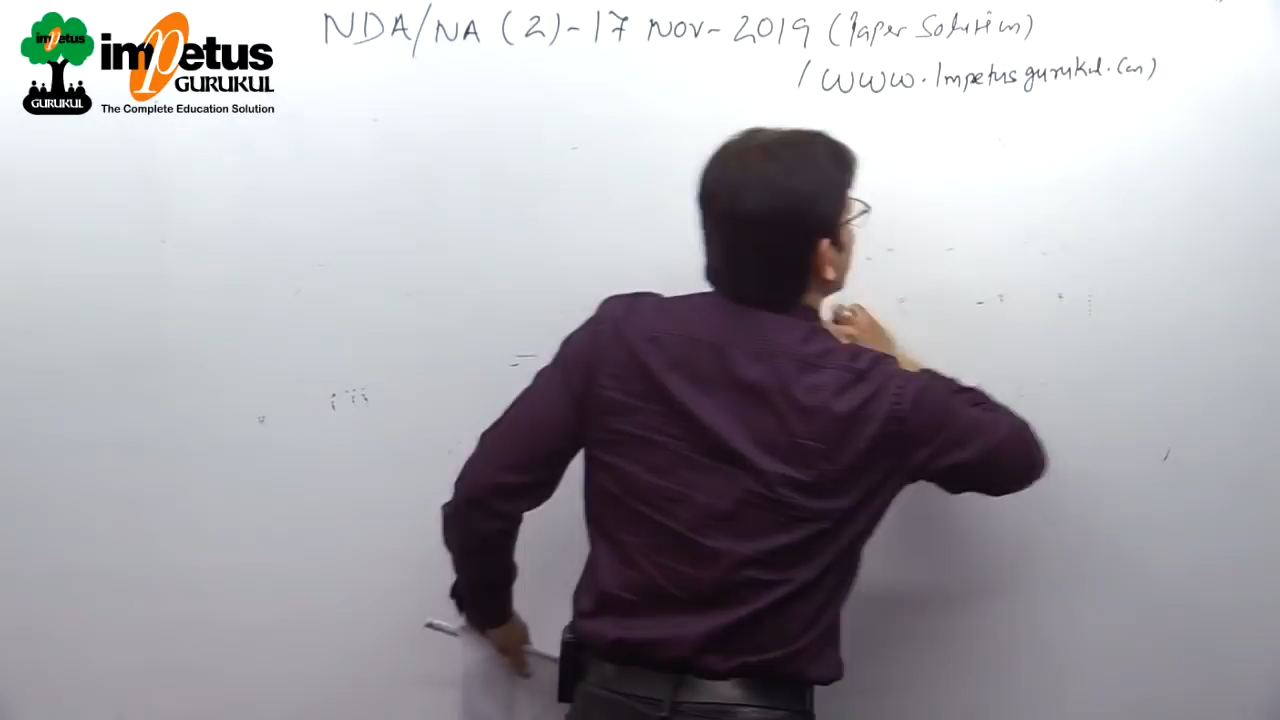 impetus
GURUKUL
impetus
GURUKUL
The Complete Education Solution
NDA/NA (2)-17 Nov-2019 (Paper Solution)
/ www.Impetusgurukul.com)